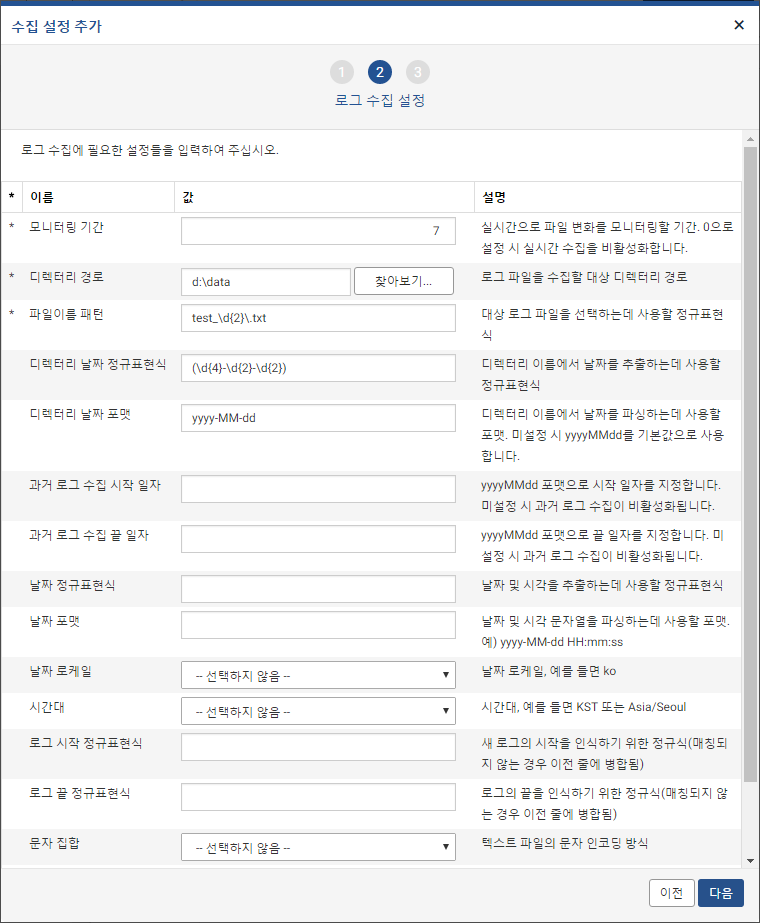 수집 설정 추가
×
1 2 3
로그 수집 설정
로그 수집에 필요한 설정들을 입력하여 주십시오.
* 이름 값 설명
* 모니터링 기간 7 실시간으로 파일 변화를 모니터링할 기간. 0으로
설정 시 실시간 수집을 비활성화합니다.
* 디렉터리 경로 d:\data 찾아보기... 로그 파일을 수집할 대상 디렉터리 경로
* 파일이름 패턴 test_\d{2}\.txt 대상 로그 파일을 선택하는데 사용할 정규표현
식
디렉터리 날짜 정규표현식 (\d{4}-\d{2}-\d{2}) 디렉터리 이름에서 날짜를 추출하는데 사용할
정규표현식
디렉터리 날짜 포맷 yyyy-MM-dd 디렉터리 이름에서 날짜를 파싱하는데 사용할
포맷. 미설정 시 yyyyMMdd를 기본값으로 사용
합니다.
과거 로그 수집 시작 일자 yyyyMMdd 포맷으로 시작 일자를 지정합니다.
미설정 시 과거 로그 수집이 비활성화됩니다.
과거 로그 수집 끝 일자 yyyyMMdd 포맷으로 끝 일자를 지정합니다. 미
설정 시 과거 로그 수집이 비활성화됩니다.
날짜 정규표현식 날짜 및 시각을 추출하는데 사용할 정규표현식
날짜 포맷 날짜 및 시각 문자열을 파싱하는데 사용할 포맷.
예) yyyy-MM-dd HH:mm:ss
날짜 로케일 -- 선택하지 않음 -- 날짜 로케일, 예를 들면 ko
시간대 -- 선택하지 않음 -- 시간대, 예를 들면 KST 또는 Asia/Seoul
로그 시작 정규표현식 새 로그의 시작을 인식하기 위한 정규식(매칭되
지 않는 경우 이전 줄에 병합됨)
로그 끝 정규표현식 로그의 끝을 인식하기 위한 정규식(매칭되지 않
는 경우 이전 줄에 병합됨)
문자 집합 -- 선택하지 않음 -- 텍스트 파일의 문자 인코딩 방식
이전 다음